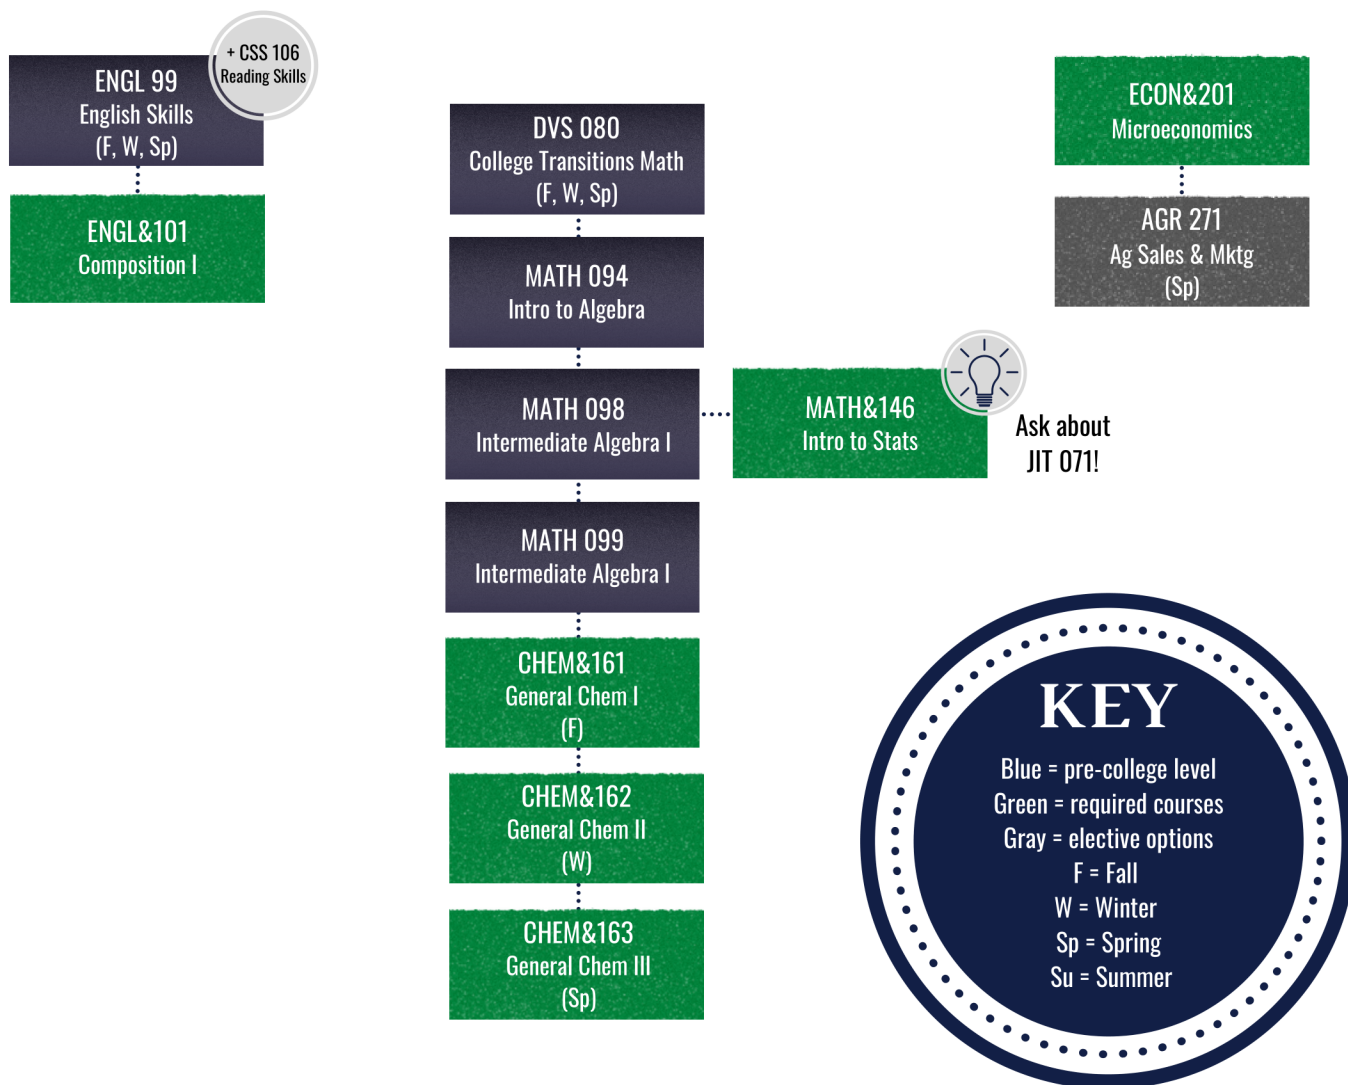 + CSS 106
Reading Skills
ENGL 99
English Skills
(F, W, Sp)
ENGL&101
Composition I
DVS 080
College Transitions Math
(F, W, Sp)
MATH 094
Intro to Algebra
MATH 098
Intermediate Algebra I
MATH&146
Intro to Stats
Ask about
JIT 071!
MATH 099
Intermediate Algebra I
CHEM&161
General Chem I
(F)
CHEM&162
General Chem II
(W)
CHEM&163
General Chem III
(Sp)
ECON&201
Microeconomics
AGR 271
Ag Sales & Mktg
(Sp)
KEY
Blue = pre-college level
Green = required courses
Gray = elective options
F = Fall
W = Winter
Sp = Spring
Su = Summer